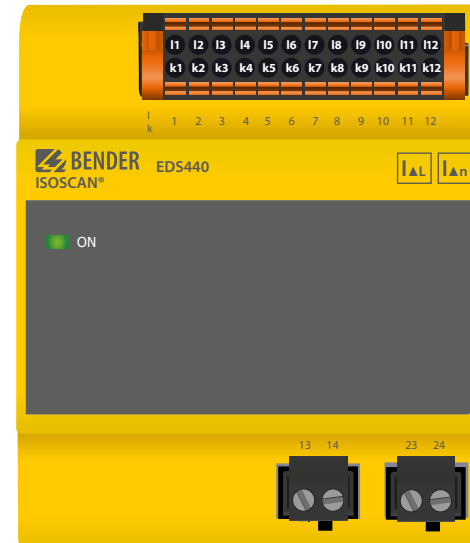 l1 l2 l3 l4 l5 l6 l7 l8 l9 l10 l11 l12
k1 k2 k3 k4 k5 k6 k7 k8 k9 k10 k11 k12
l
k 1 2 3 4 5 6 7 8 9 10 11 12
BENDER EDS440
ISOSCAN®
I▲L I▲n
ON
13 14 23 24